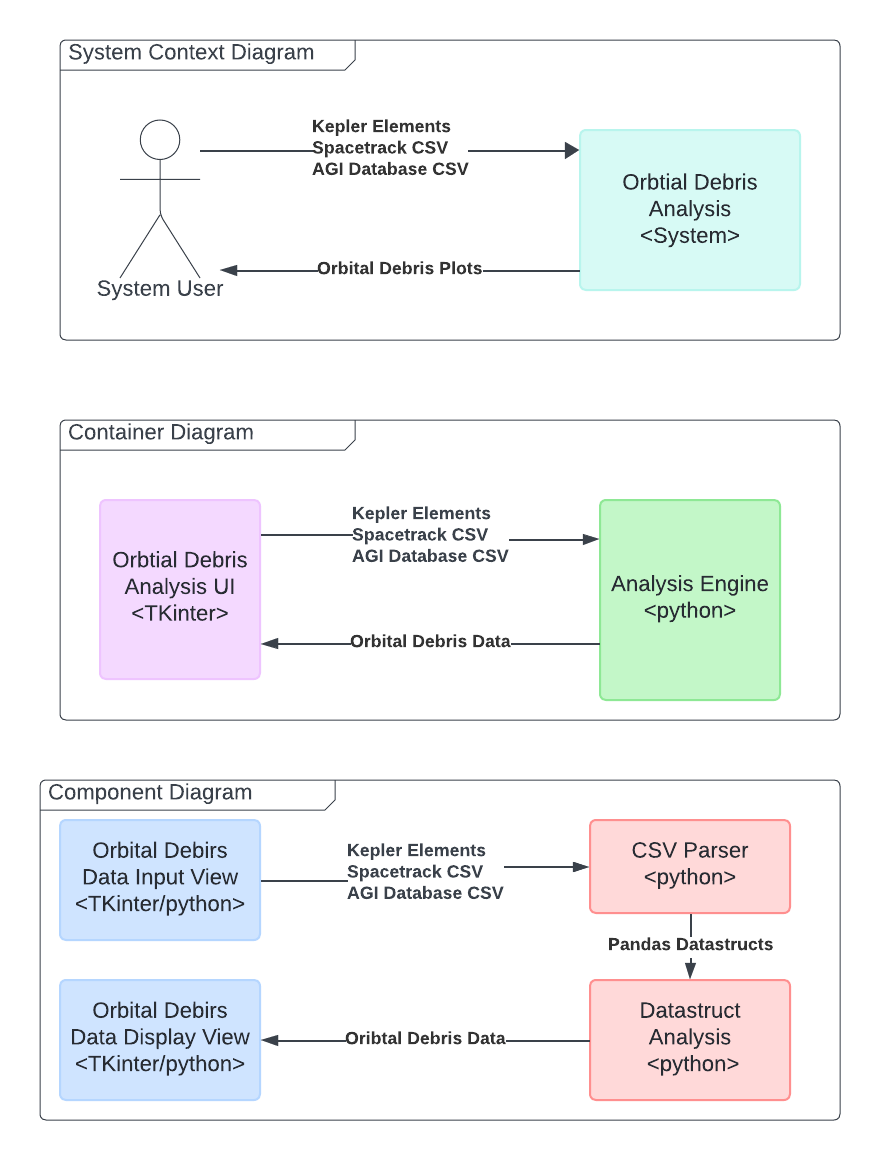 System Context Diagram
Kepler Elements
Spacetrack CSV
AGI Database CSV
Orbtial Debris
Analysis
<System>
Orbital Debris Plots
System User
Container Diagram
Orbtial Debris
Analysis UI
<TKinter>
Kepler Elements
Spacetrack CSV
AGI Database CSV
Analysis Engine
<python>
Orbital Debris Data
Component Diagram
Orbital Debirs
Data Input View
<TKinter/python>
Kepler Elements
Spacetrack CSV
AGI Database CSV
CSV Parser
<python>
Pandas Datastructs
Orbital Debirs
Data Display View
<TKinter/python>
Oribtal Debris Data
Datastruct
Analysis
<python>